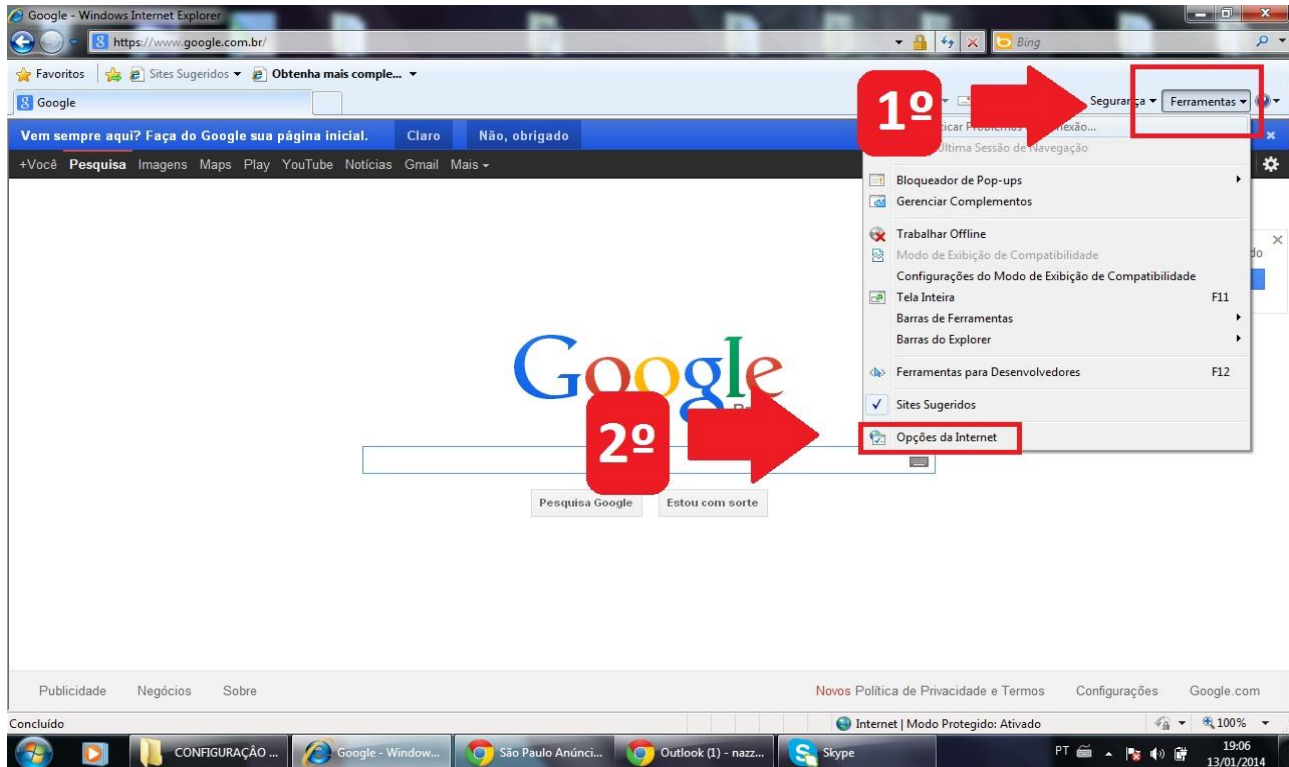 Google - Windows Internet Explorer
https://www.google.com.br/
Bing
Favoritos Sites Sugeridos Obtenha mais comple...
Google
1º
Segurança Ferramentas
Vem sempre aqui? Faça do Google sua página inicial. Claro Não, obrigado
+Você Pesquisa Imagens Maps Play YouTube Notícias Gmail Mais
Última Sessão de Navegação
Bloqueador de Pop-ups
Gerenciar Complementos
Trabalhar Offline
Modo de Exibição de Compatibilidade
Configurações do Modo de Exibição de Compatibilidade
Tela Inteira F11
Barras de Ferramentas
Barras do Explorer
Ferramentas para Desenvolvedores F12
Sites Sugeridos
Opções da Internet
Google
2º
Pesquisa Google Estou com sorte
Publicidade Negócios Sobre Novos Política de Privacidade e Termos Configurações Google.com
Concluído Internet | Modo Protegido: Ativado 100%
CONFIGURAÇÂO ... Google - Window... São Paulo Anúnci... Outlook (1) - nazz... Skype PT 19:06
13/01/2014